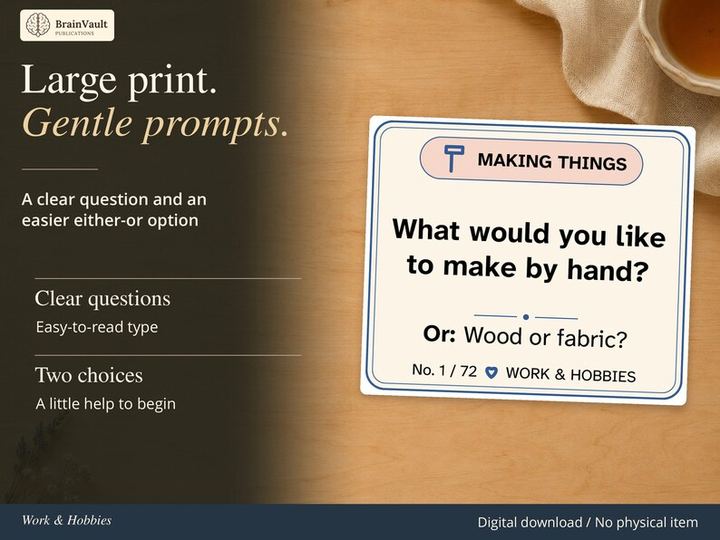 BrainVault
PUBLICATIONS
Large print.
Gentle prompts.
A clear question and an
easier either-or option
Clear questions
Easy-to-read type
Two choices
A little help to begin
MAKING THINGS
What would you like
to make by hand?
Or: Wood or fabric?
No. 1 / 72 WORK & HOBBIES
Work & Hobbies
Digital download / No physical item